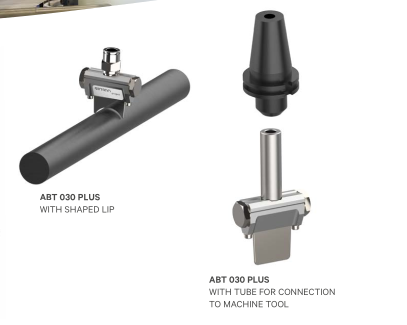 ABT 030 PLUS
WITH SHAPED LIP
ABT 030 PLUS
WITH TUBE FOR CONNECTION
TO MACHINE TOOL